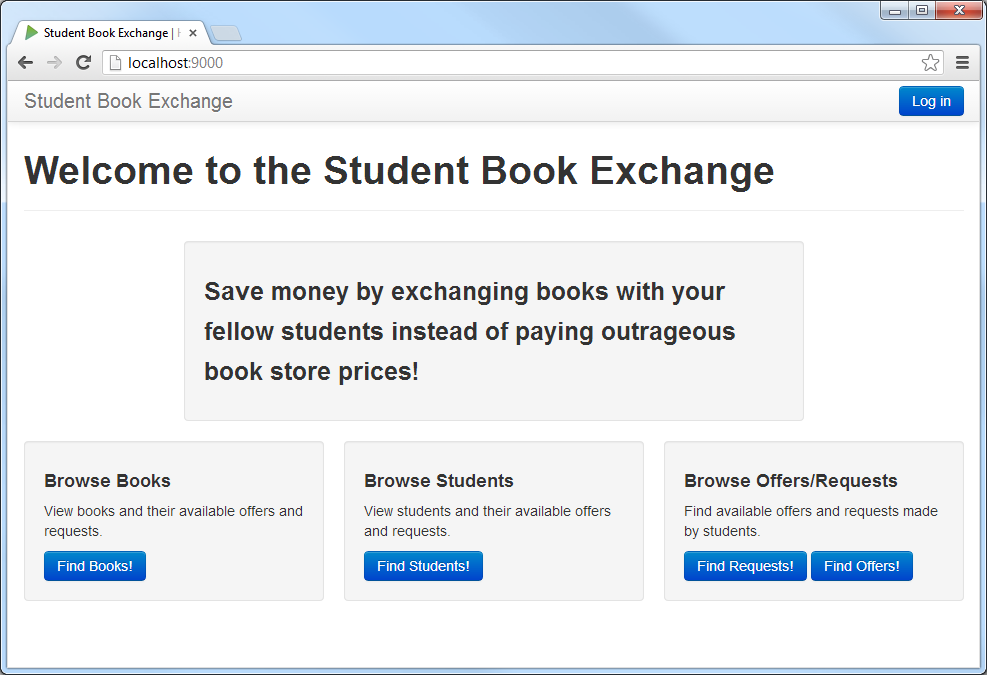 Student Book Exchange |
localhost:9000
Student Book Exchange
Log in
Welcome to the Student Book Exchange
Save money by exchanging books with your
fellow students instead of paying outrageous
book store prices!
Browse Books
View books and their available offers and
requests.
Find Books!
Browse Students
View students and their available offers
and requests.
Find Students!
Browse Offers/Requests
Find available offers and requests made
by students.
Find Requests! Find Offers!